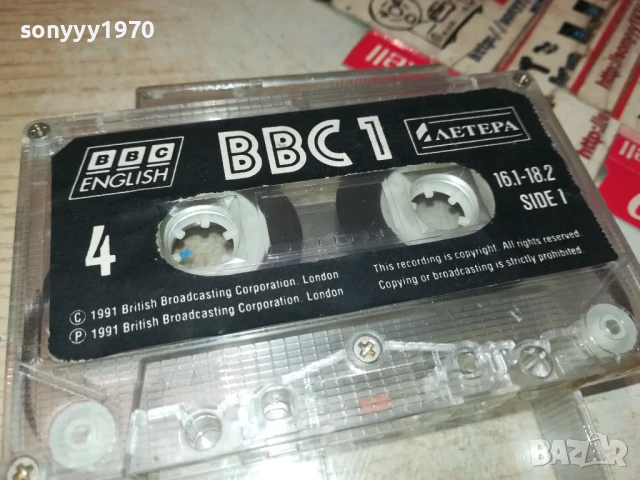 sonyyy1970
BBC
ENGLISH
BBC 1
ЛЕТЕРА
4
16.1-18.2
SIDE 1
© 1991 British Broadcasting Corporation. London
℗ 1991 British Broadcasting Corporation. London
This recording is copyright. All rights reserved.
Copying or broadcasting is strictly prohibited.
BAZAR